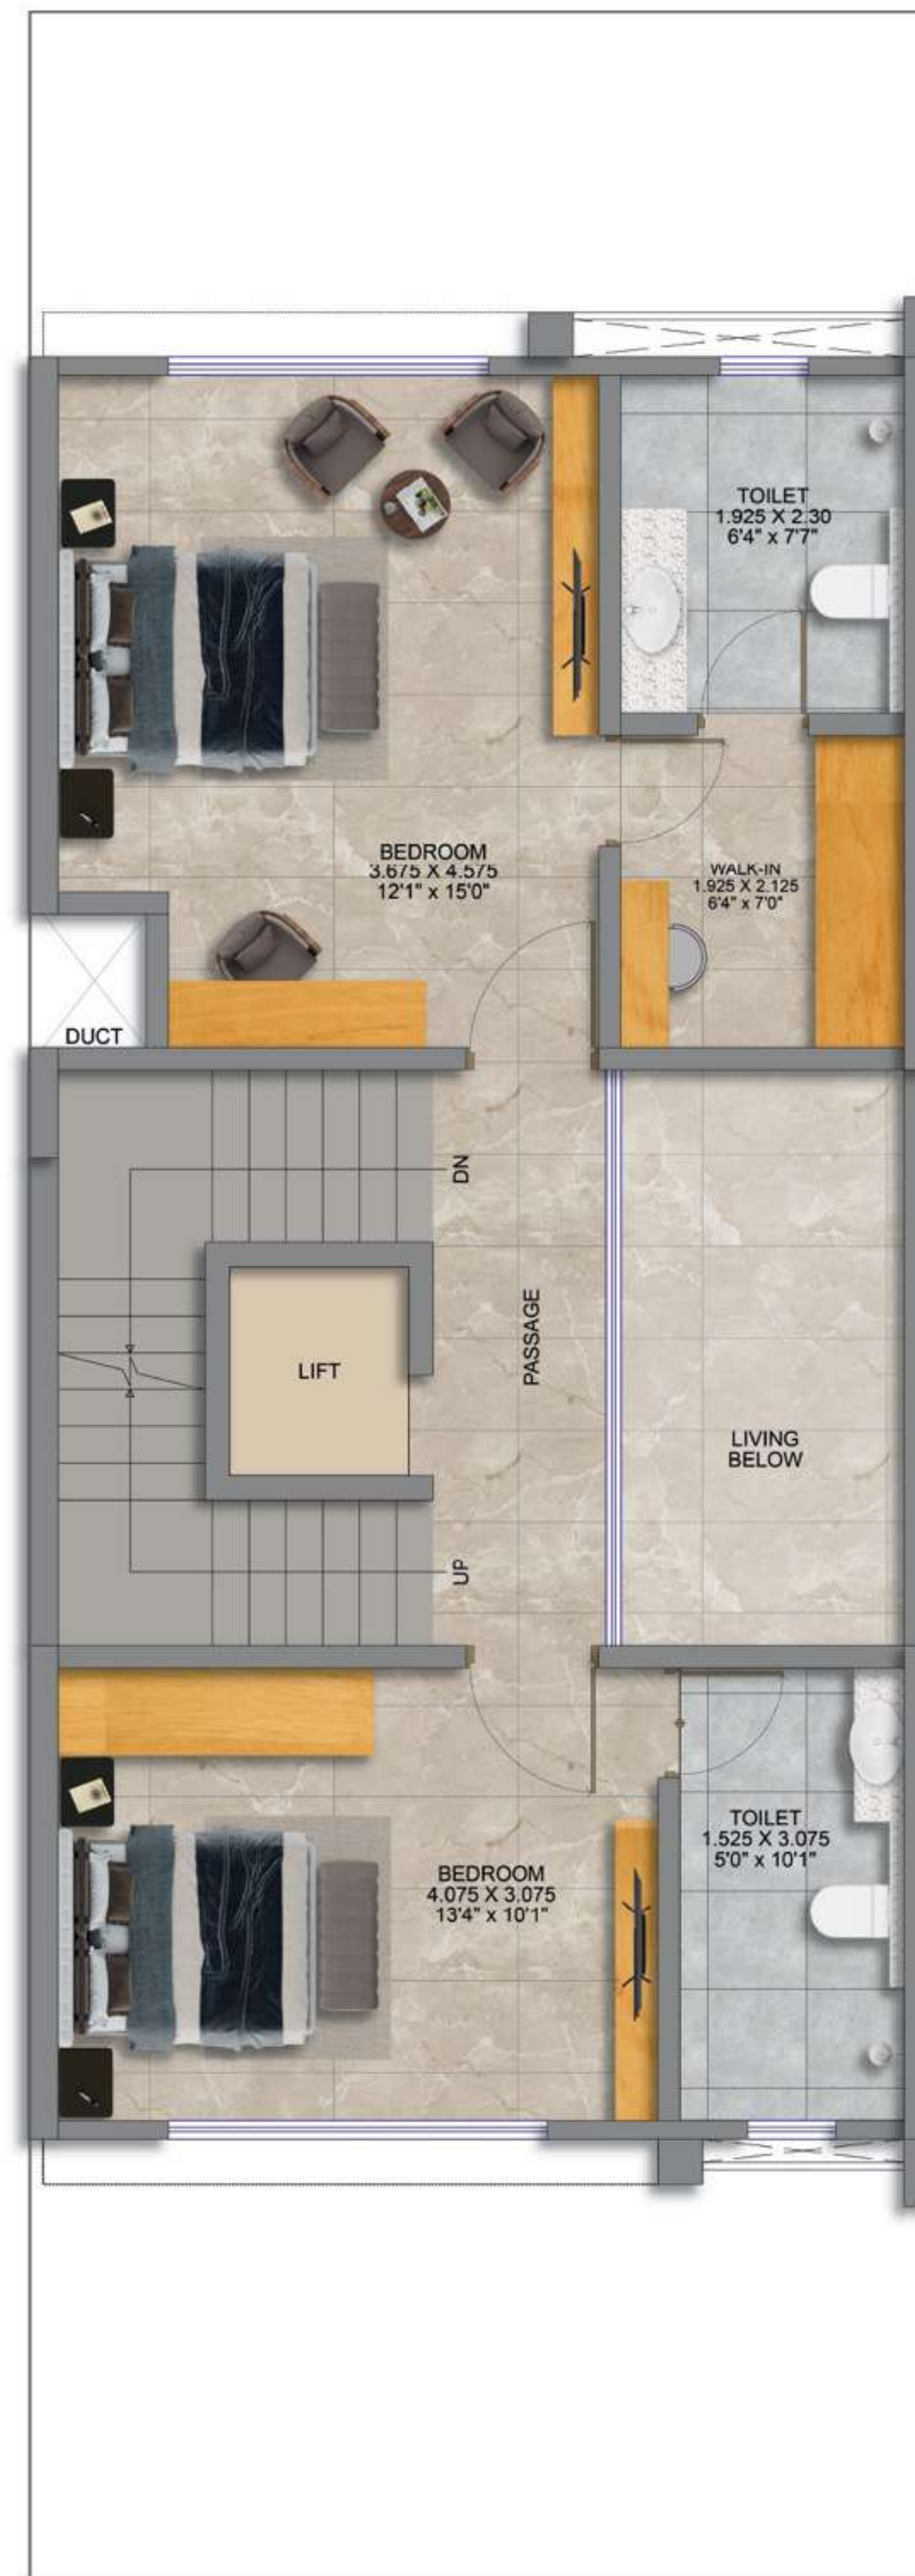 TOILET
1.925 X 2.30
6'4" x 7'7"
BEDROOM
3.675 X 4.575
12'1" x 15'0"
WALK-IN
1.925 X 2.125
6'4" x 7'0"
DUCT
DN
PASSAGE
LIFT
LIVING
BELOW
UP
TOILET
1.525 X 3.075
5'0" x 10'1"
BEDROOM
4.075 X 3.075
13'4" x 10'1"